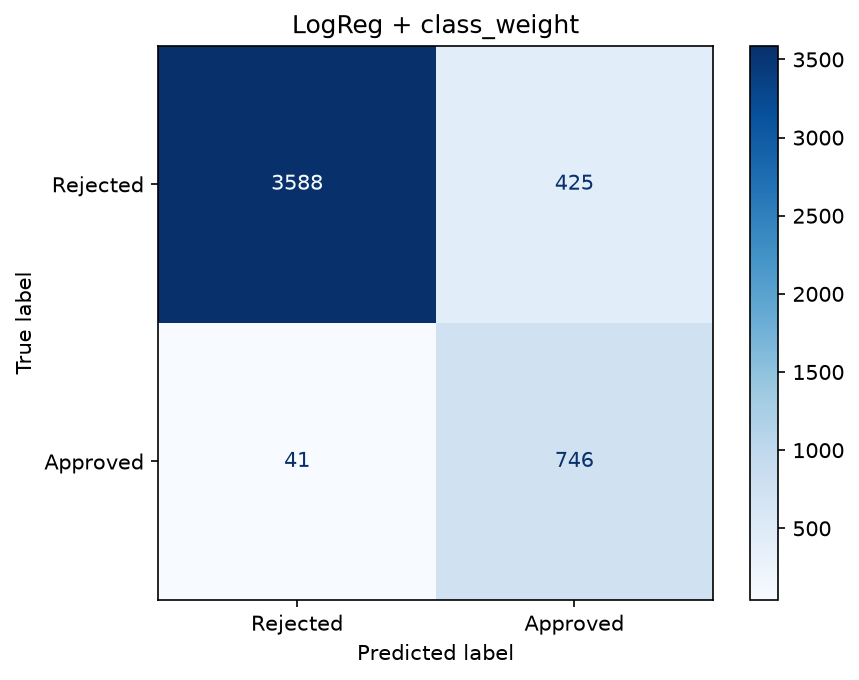 LogReg + class_weight
True label
Rejected
3588
425
3500
3000
2500
2000
1500
1000
500
Approved
41
746
Rejected
Approved
Predicted label